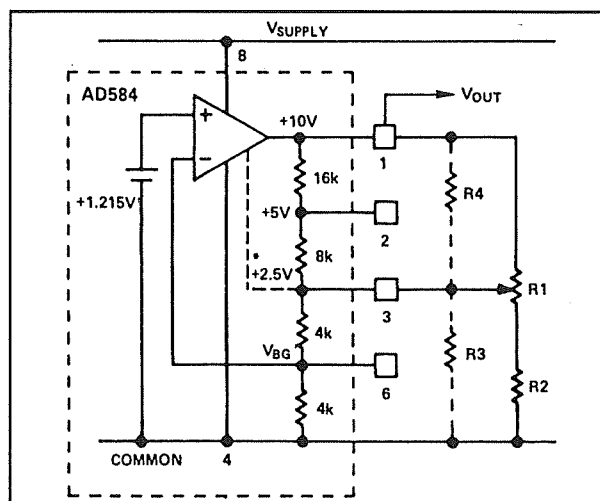 VSUPPLY
8
AD584
+10V
VOUT
+
−
1
+1.215V
16k
R4
+5V
2
8k
*
+2.5V
3
R1
4k
VBG
6
R3
R2
4k
COMMON 4